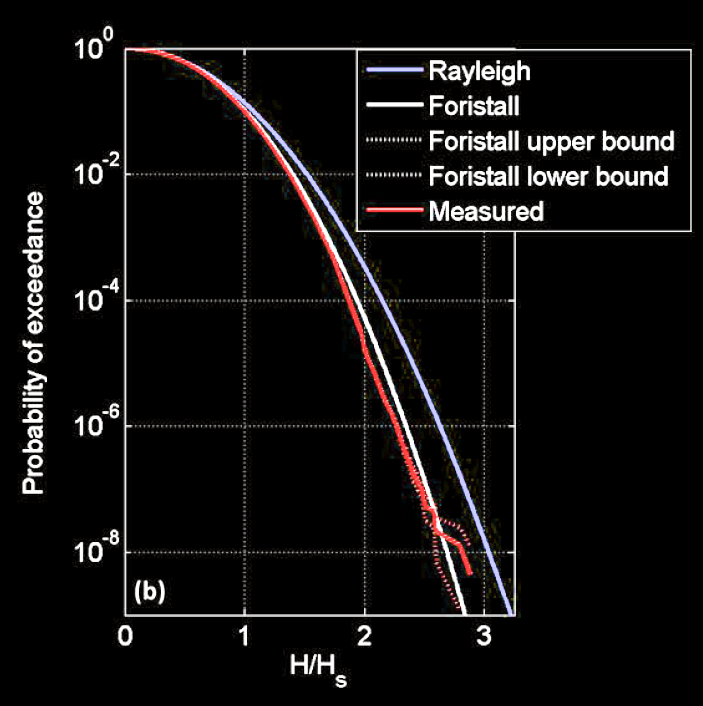 10^0
10^-2
10^-4
10^-6
10^-8
Probability of exceedance
Rayleigh
Foristall
Foristall upper bound
Foristall lower bound
Measured
(b)
0 1 2 3
H/H_s